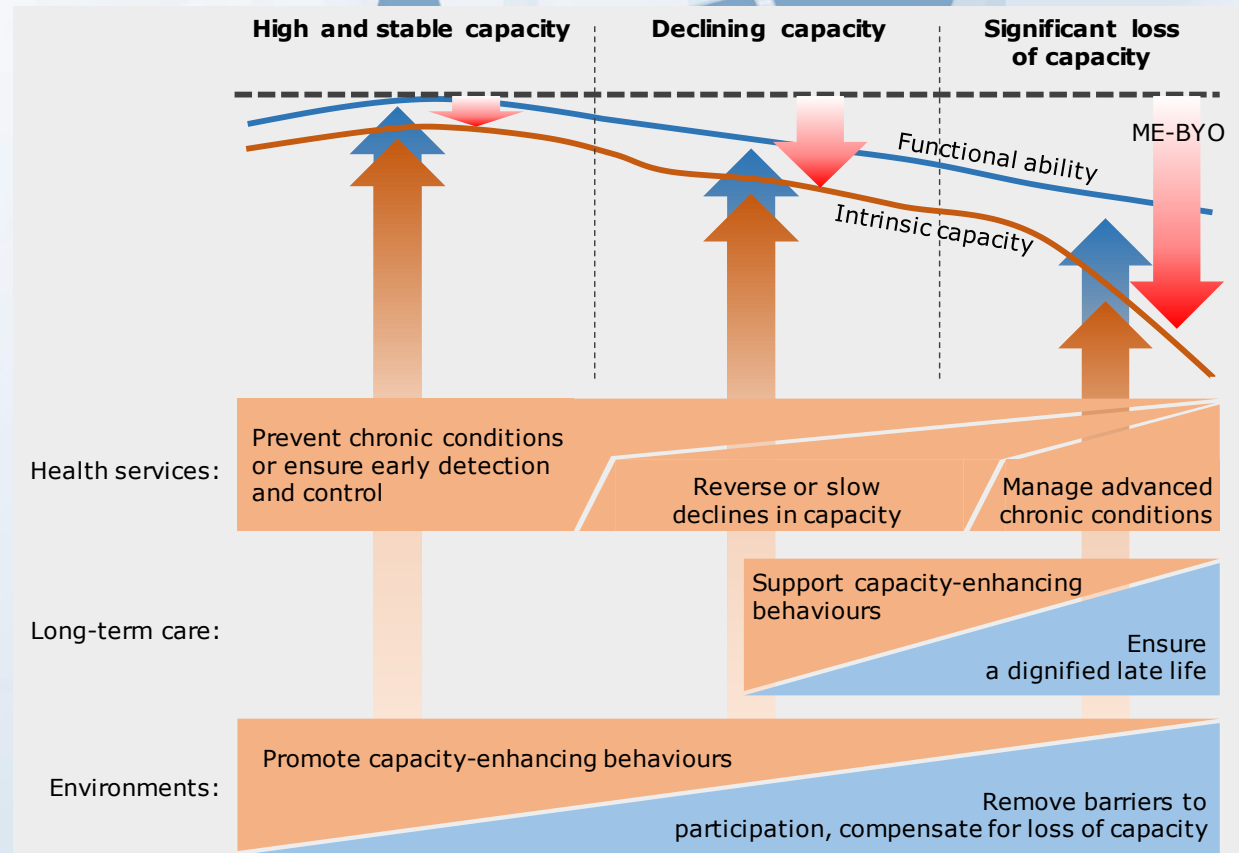 High and stable capacity
Declining capacity
Significant loss
of capacity
ME-BYO
Functional ability
Intrinsic capacity
Health services:
Prevent chronic conditions
or ensure early detection
and control
Reverse or slow
declines in capacity
Manage advanced
chronic conditions
Long-term care:
Support capacity-enhancing
behaviours
Ensure
a dignified late life
Environments:
Promote capacity-enhancing behaviours
Remove barriers to
participation, compensate for loss of capacity